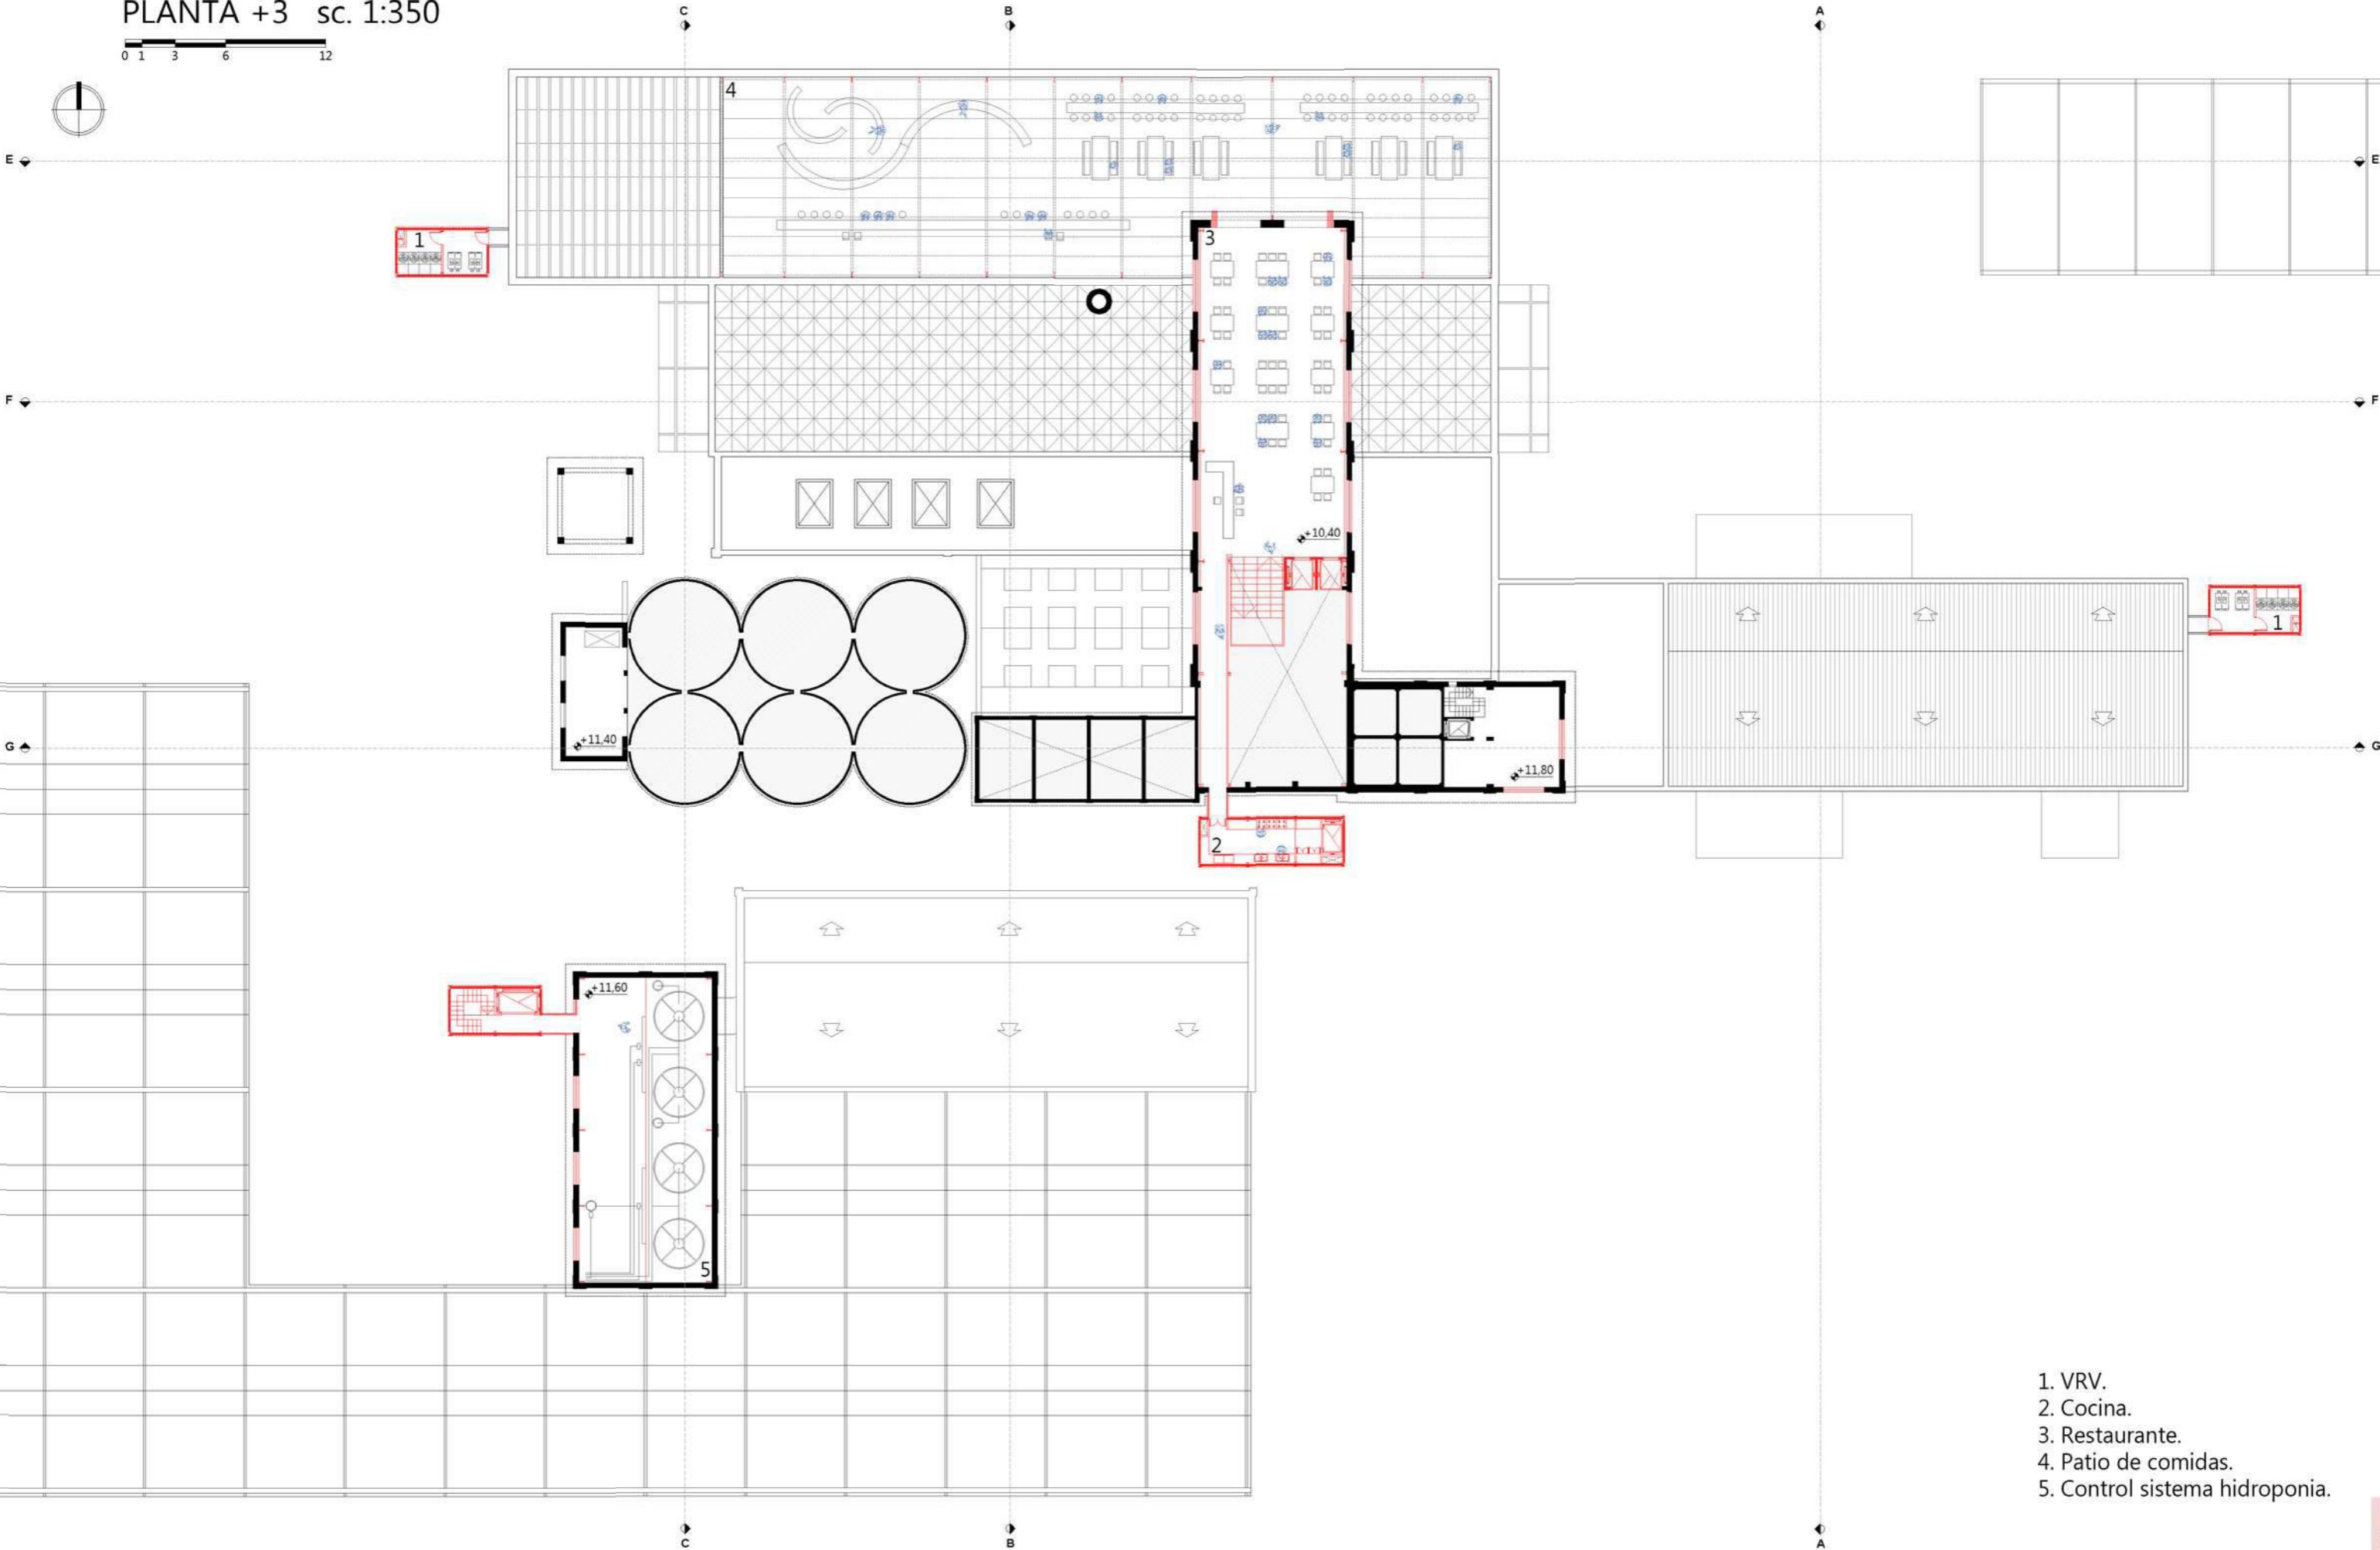 PLANTA +3 sc. 1:350
0 1 3 6 12
C B A
4
E E
1
3
F F
+10,40
1
G +11,40 G
+11,80
2
+11,60
5
1. VRV.
2. Cocina.
3. Restaurante.
4. Patio de comidas.
5. Control sistema hidroponia.
C B A